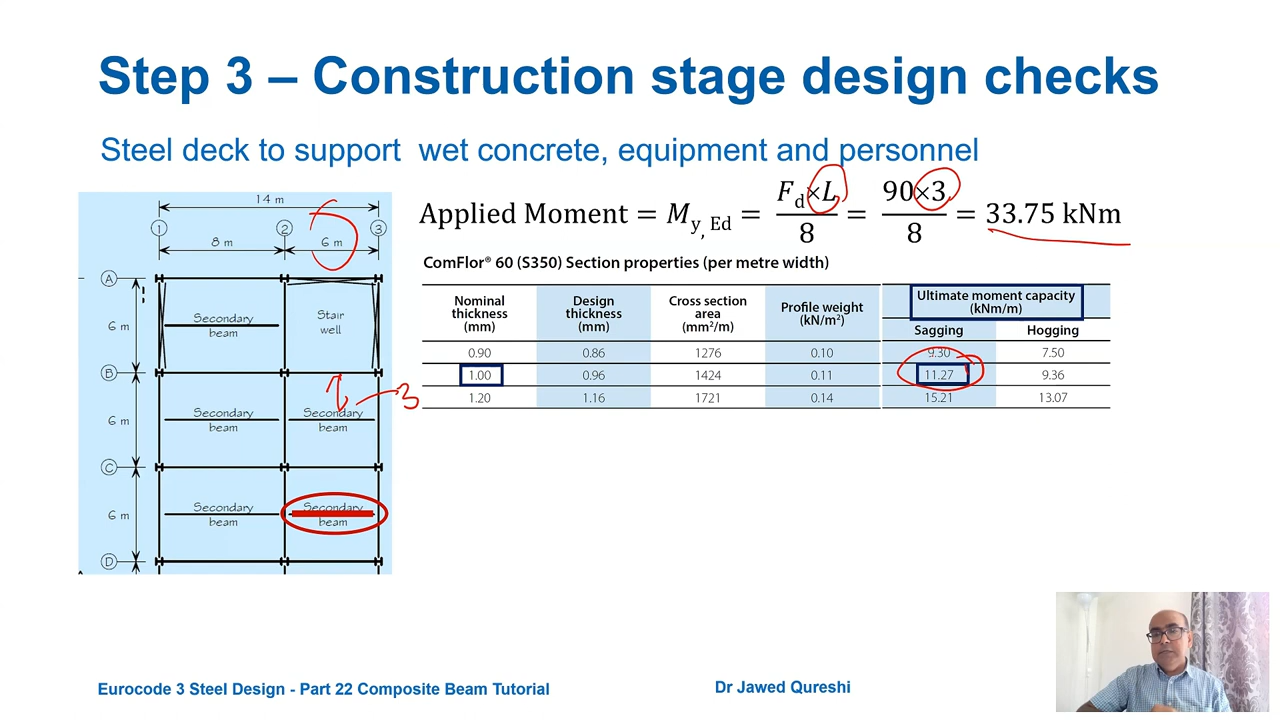 Step 3 – Construction stage design checks
Steel deck to support wet concrete, equipment and personnel
14 m
1
2
3
8 m
6 m
A
6 m
Secondary
beam
Stair
well
B
3
6 m
Secondary
beam
Secondary
beam
C
6 m
Secondary
beam
Secondary
beam
D
Applied Moment = M_y, Ed = (F_d × L)/8 = (90×3)/8 = 33.75 kNm
ComFlor® 60 (S350) Section properties (per metre width)
Nominal thickness (mm) Design thickness (mm) Cross section area (mm²/m) Profile weight (kN/m²) Ultimate moment capacity (kNm/m)
Sagging Hogging
0.90 0.86 1276 0.10 9.30 7.50
1.00 0.96 1424 0.11 11.27 9.36
1.20 1.16 1721 0.14 15.21 13.07
Eurocode 3 Steel Design - Part 22 Composite Beam Tutorial
Dr Jawed Qureshi